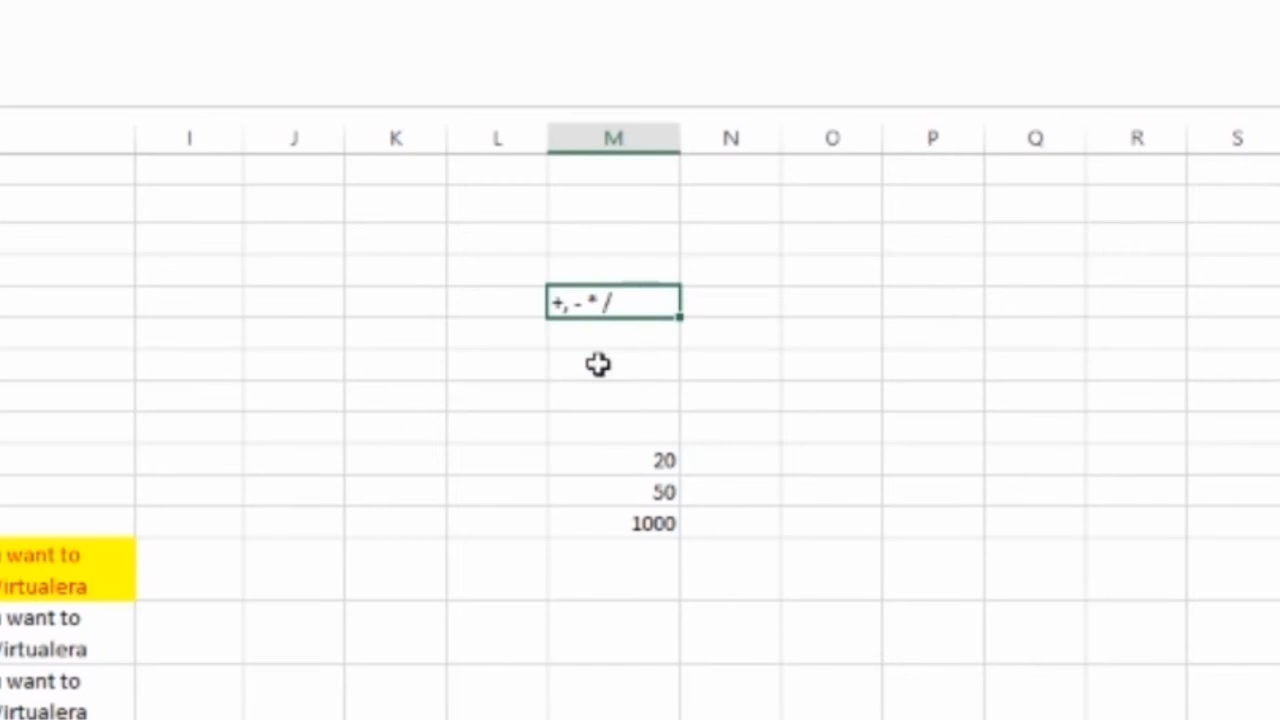 I J K L M N O P Q R S
+, - * /
20
50
1000
want to
Virtualera
want to
Virtualera
want to
Virtualera